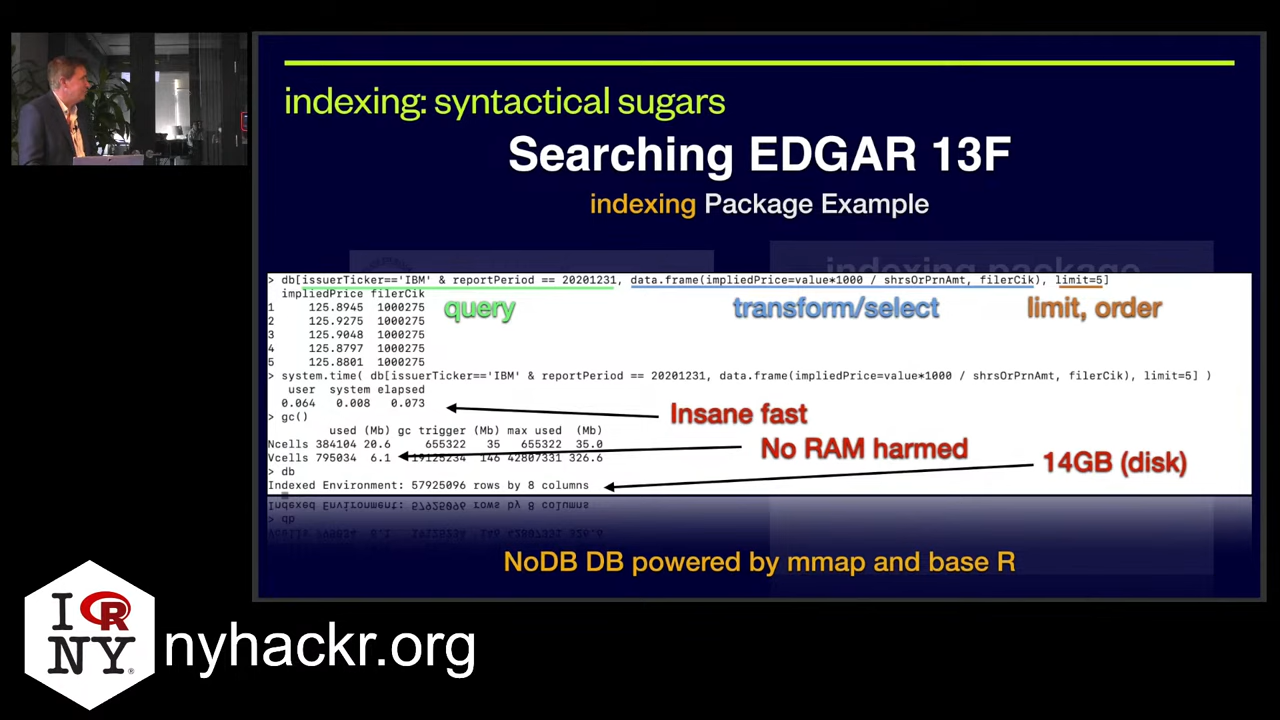 indexing: syntactical sugars
Searching EDGAR 13F
indexing Package Example
indexing package
> db[issuerTicker=='IBM' & reportPeriod == 20201231, data.frame(impliedPrice=value*1000 / shrsOrPrnAmt, filerCik), limit=5]
impliedPrice filerCik
query
transform/select
limit, order
1 125.8945 1000275
2 125.9275 1000275
3 125.9048 1000275
4 125.8797 1000275
5 125.8801 1000275
> system.time( db[issuerTicker=='IBM' & reportPeriod == 20201231, data.frame(impliedPrice=value*1000 / shrsOrPrnAmt, filerCik), limit=5] )
user system elapsed
0.064 0.008 0.073
Insane fast
> gc()
used (Mb) gc trigger (Mb) max used (Mb)
Ncells 384104 20.6 655322 35 655322 35.0
No RAM harmed
Vcells 795034 6.1 19125234 146 42807331 326.6
14GB (disk)
> db
Indexed Environment: 57925096 rows by 8 columns
NoDB DB powered by mmap and base R
I R
NY.®
nyhackr.org